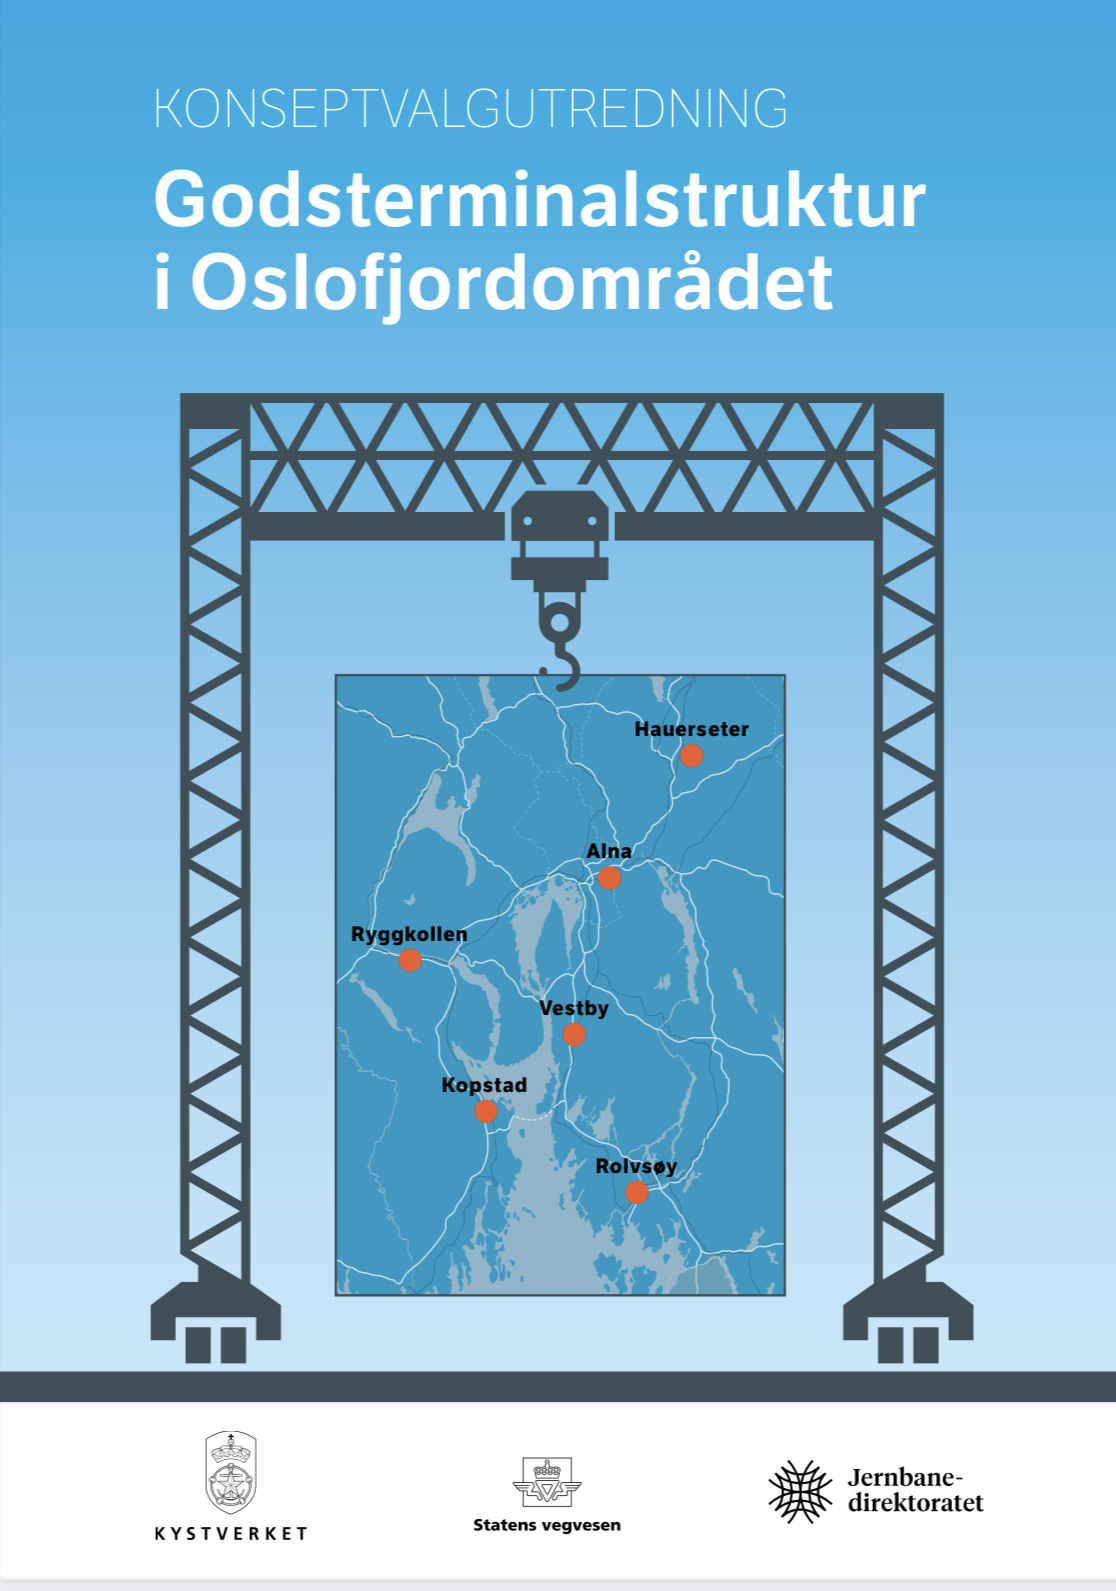 KONSEPTVALGUTREDNING
Godsterminalstruktur
i Oslofjordområdet
Hauerseter
Alna
Ryggkollen
Vestby
Kopstad
Rolvsøy
KYSTVERKET
Statens vegvesen
Jernbane-
direktoratet